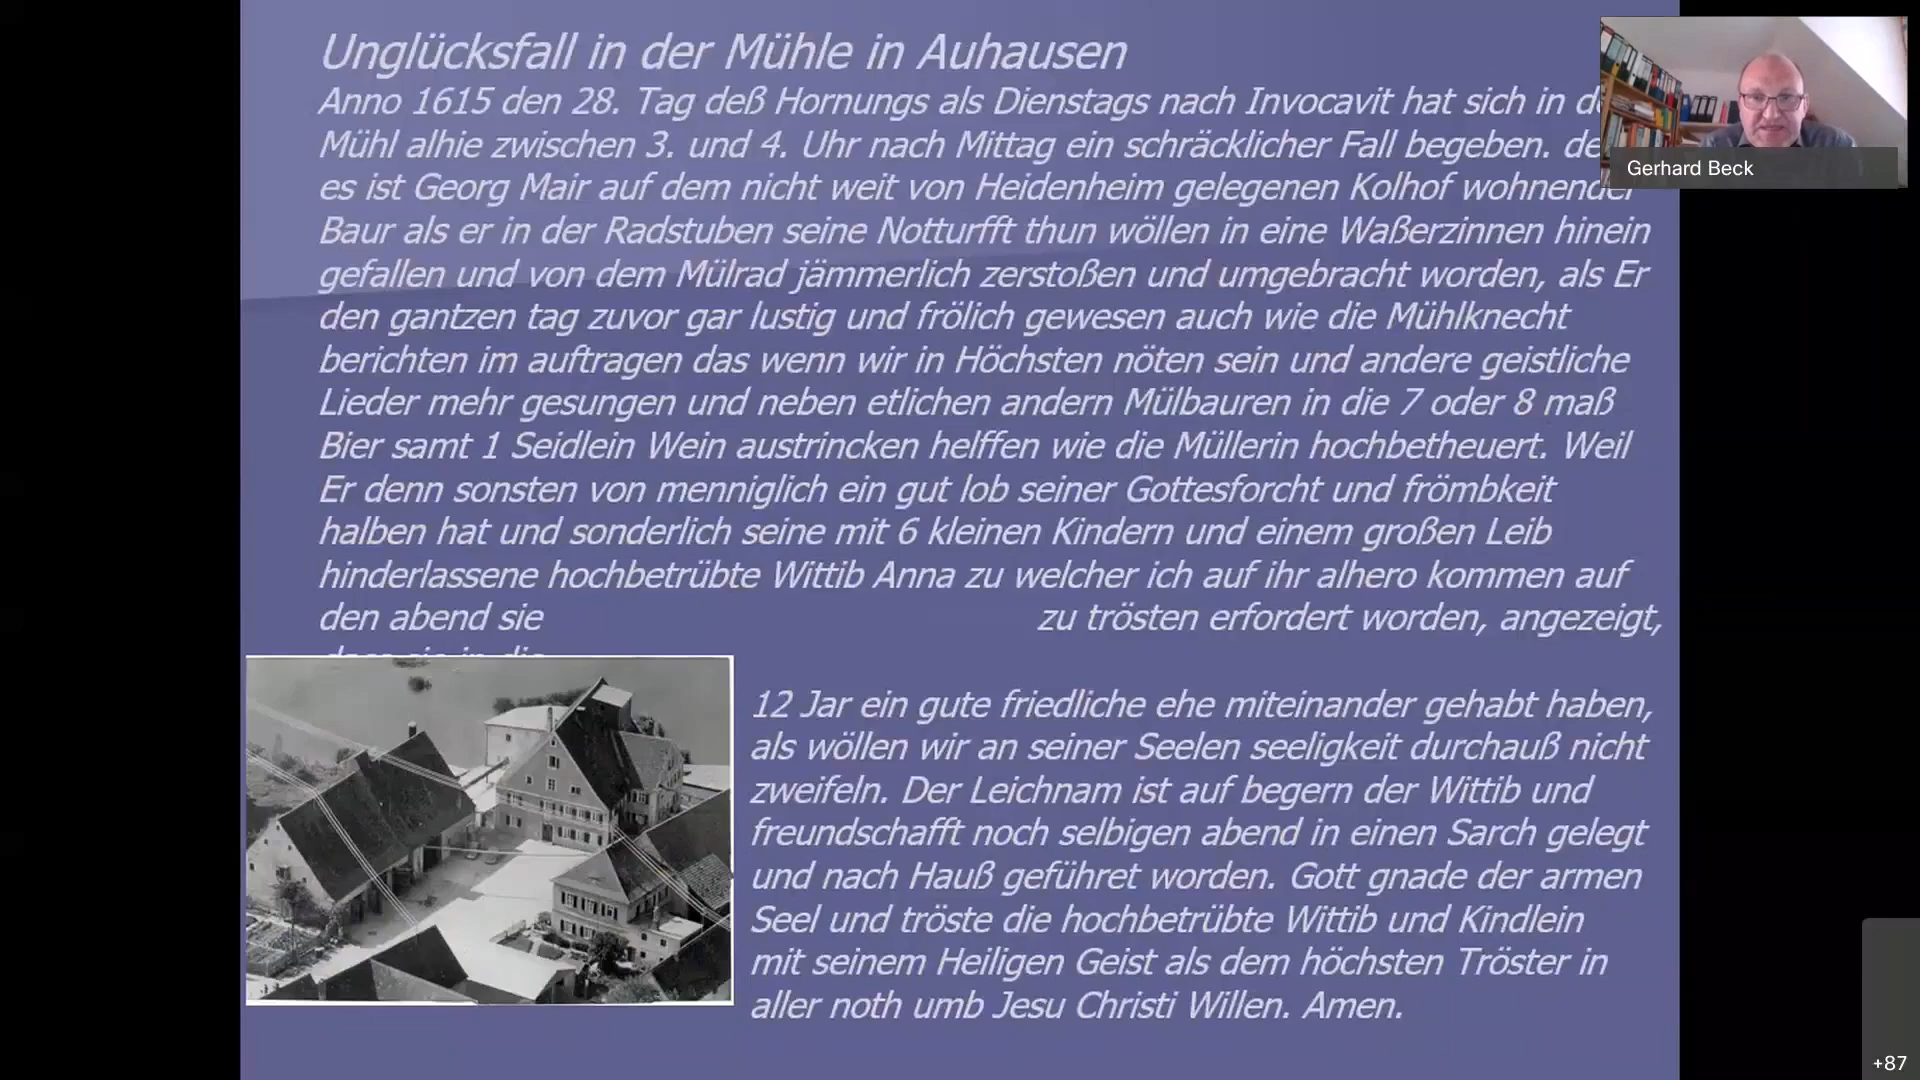 Unglücksfall in der Mühle in Auhausen
Anno 1615 den 28. Tag deß Hornungs als Dienstags nach Invocavit hat sich in
Mühl alhie zwischen 3. und 4. Uhr nach Mittag ein schräcklicher Fall begeben.
es ist Georg Mair auf dem nicht weit von Heidenheim gelegenen Kolhof wohnender
Baur als er in der Radstuben seine Notturfft thun wöllen in eine Waßerzinnen hinein
gefallen und von dem Mülrad jämmerlich zerstoßen und umgebracht worden, als Er
den gantzen tag zuvor gar lustig und frölich gewesen auch wie die Mühlknecht
berichten im auftragen das wenn wir in Höchsten nöten sein und andere geistliche
Lieder mehr gesungen und neben etlichen andern Mülbauren in die 7 oder 8 maß
Bier samt 1 Seidlein Wein austrincken helffen wie die Müllerin hochbetheuert. Weil
Er denn sonsten von menniglich ein gut lob seiner Gottesforcht und frömbkeit
halben hat und sonderlich seine mit 6 kleinen Kindern und einem großen Leib
hinderlassene hochbetrübte Wittib Anna zu welcher ich auf ihr alhero kommen auf
den abend sie zu trösten erfordert worden, angezeigt,
dass sie in die
12 Jar ein gute friedliche ehe miteinander gehabt haben,
als wöllen wir an seiner Seelen seeligkeit durchauß nicht
zweifeln. Der Leichnam ist auf begern der Wittib und
freundschafft noch selbigen abend in einen Sarch gelegt
und nach Hauß geführet worden. Gott gnade der armen
Seel und tröste die hochbetrübte Wittib und Kindlein
mit seinem Heiligen Geist als dem höchsten Tröster in
aller noth umb Jesu Christi Willen. Amen.
Gerhard Beck
+87